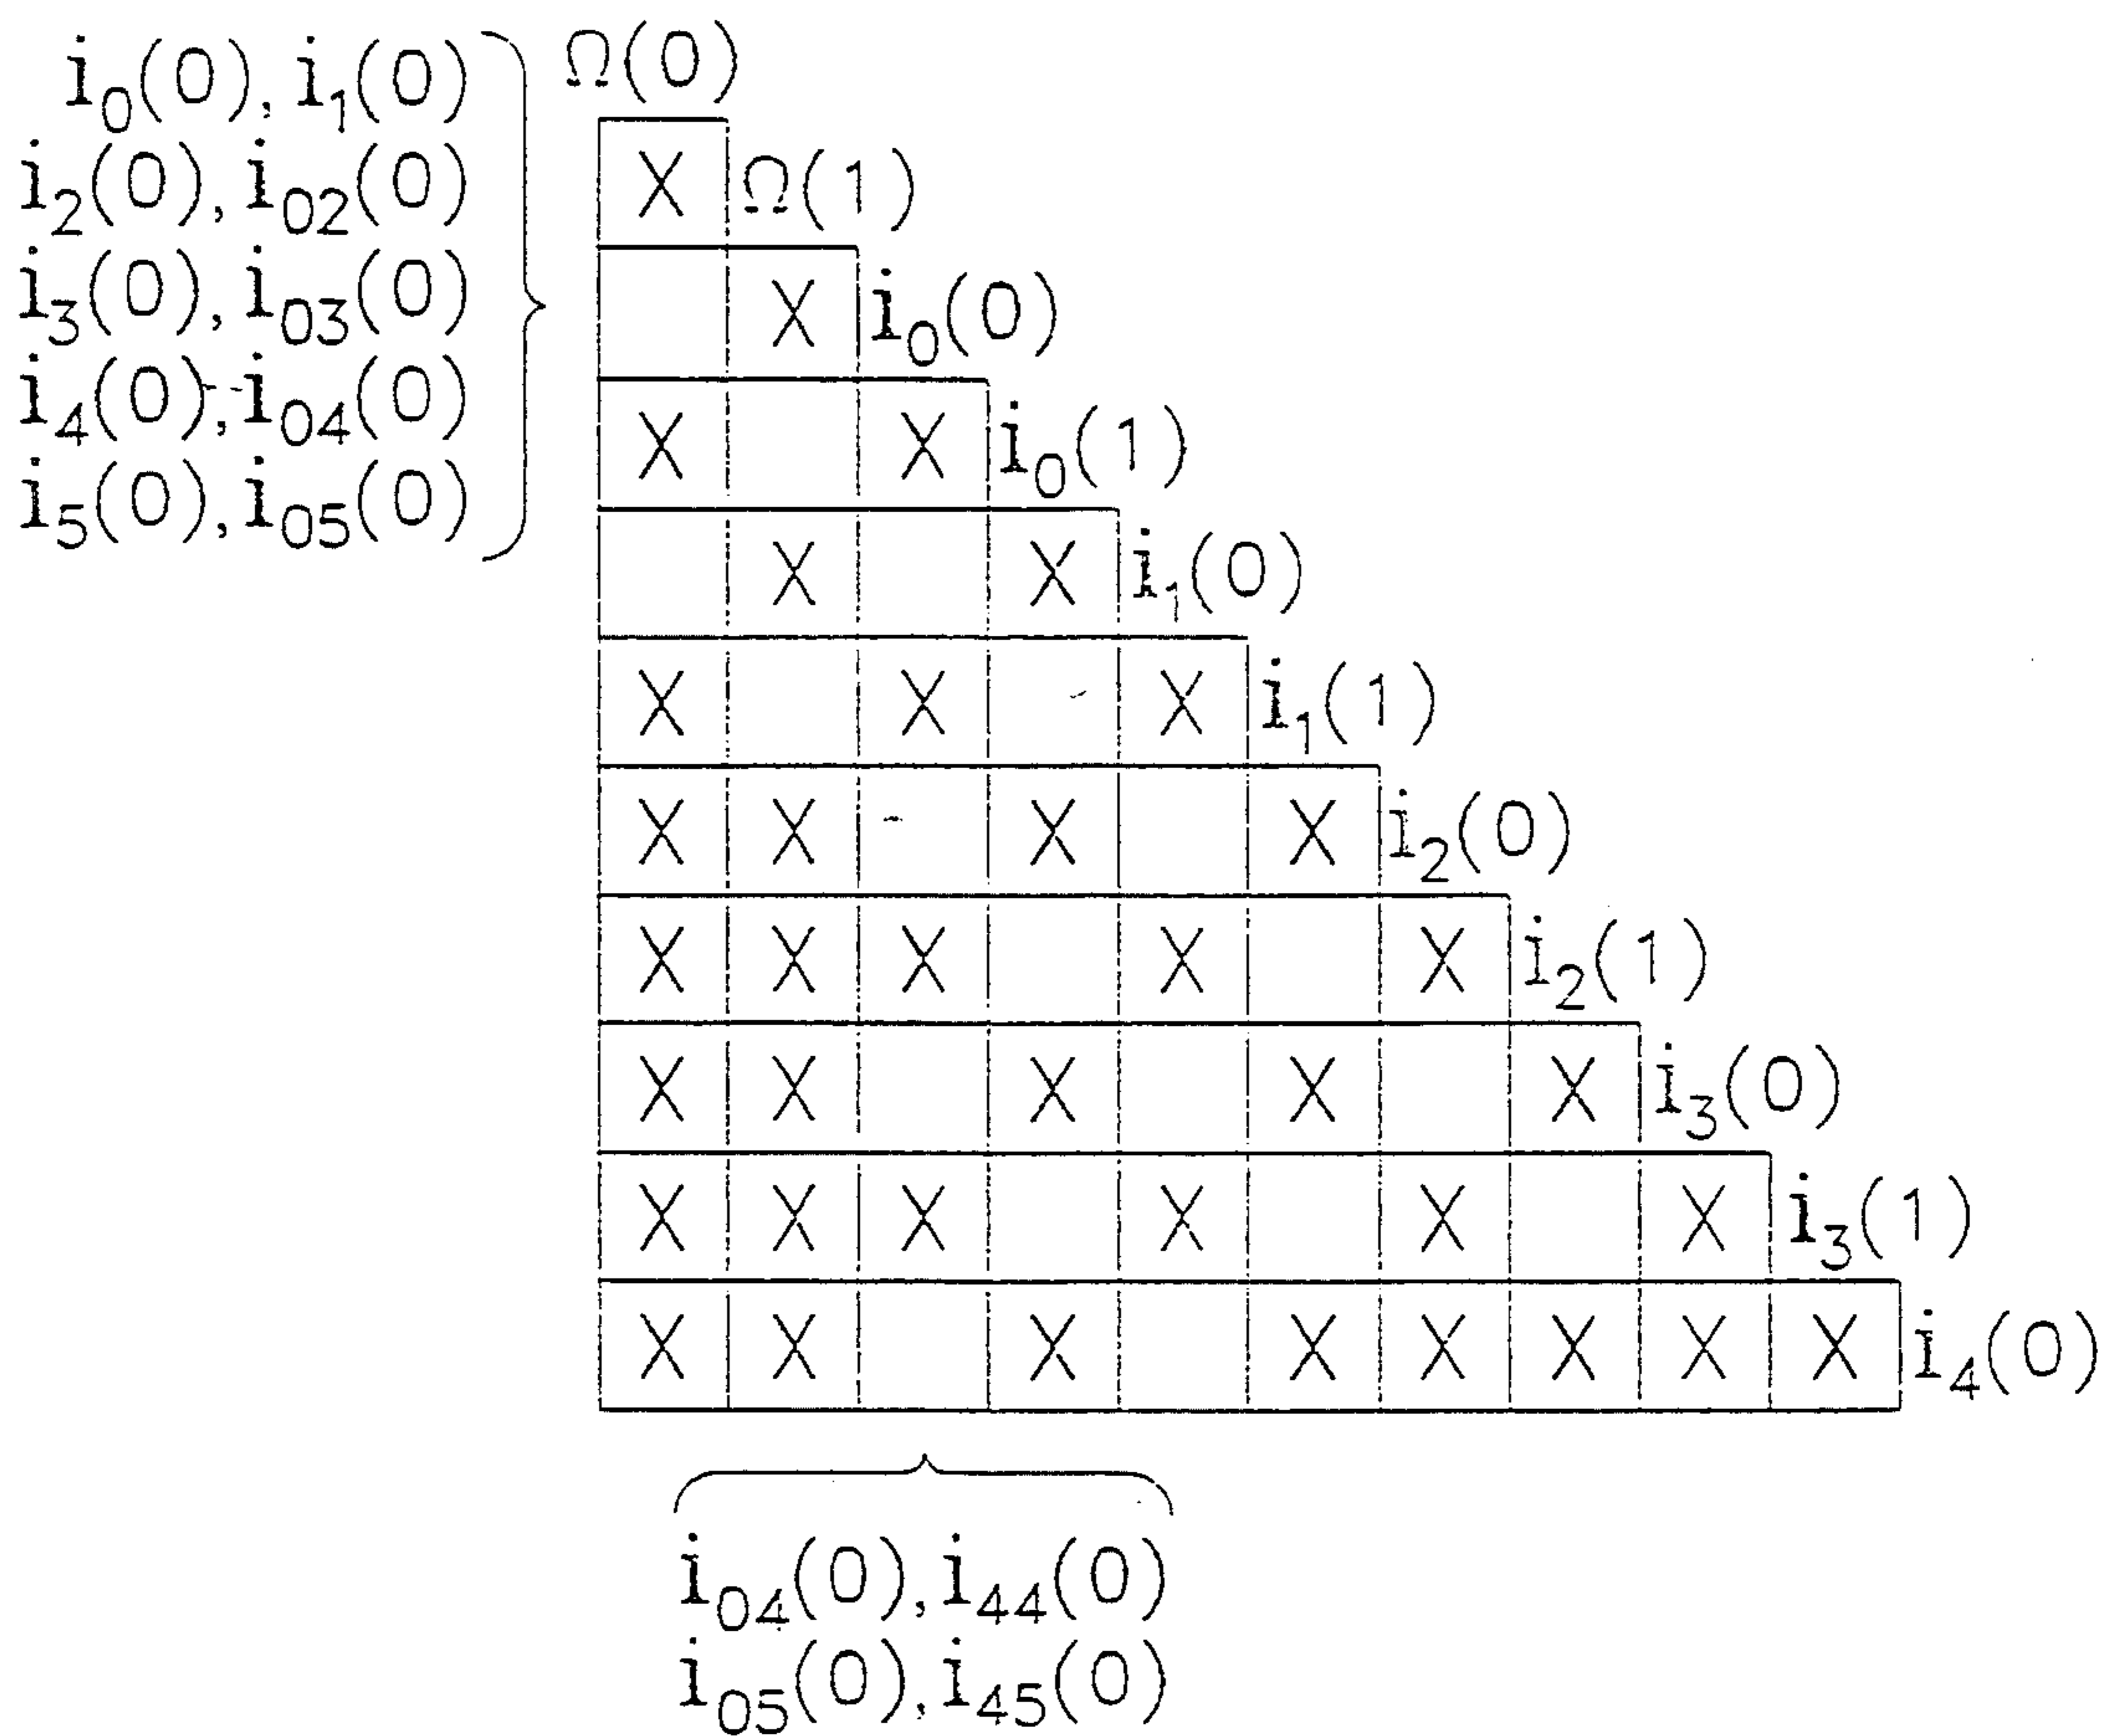 i₀(0), i₁(0)
i₂(0), i₀₂(0)
i₃(0), i₀₃(0)
i₄(0), i₀₄(0)
i₅(0), i₀₅(0)
Ω(0)
X Ω(1)
X i₀(0)
X X i₀(1)
X X i₁(0)
X X X i₁(1)
X X X X i₂(0)
X X X X X i₂(1)
X X X X X i₃(0)
X X X X X X i₃(1)
X X X X X X X X i₄(0)
i₀₄(0), i₄₄(0)
i₀₅(0), i₄₅(0)